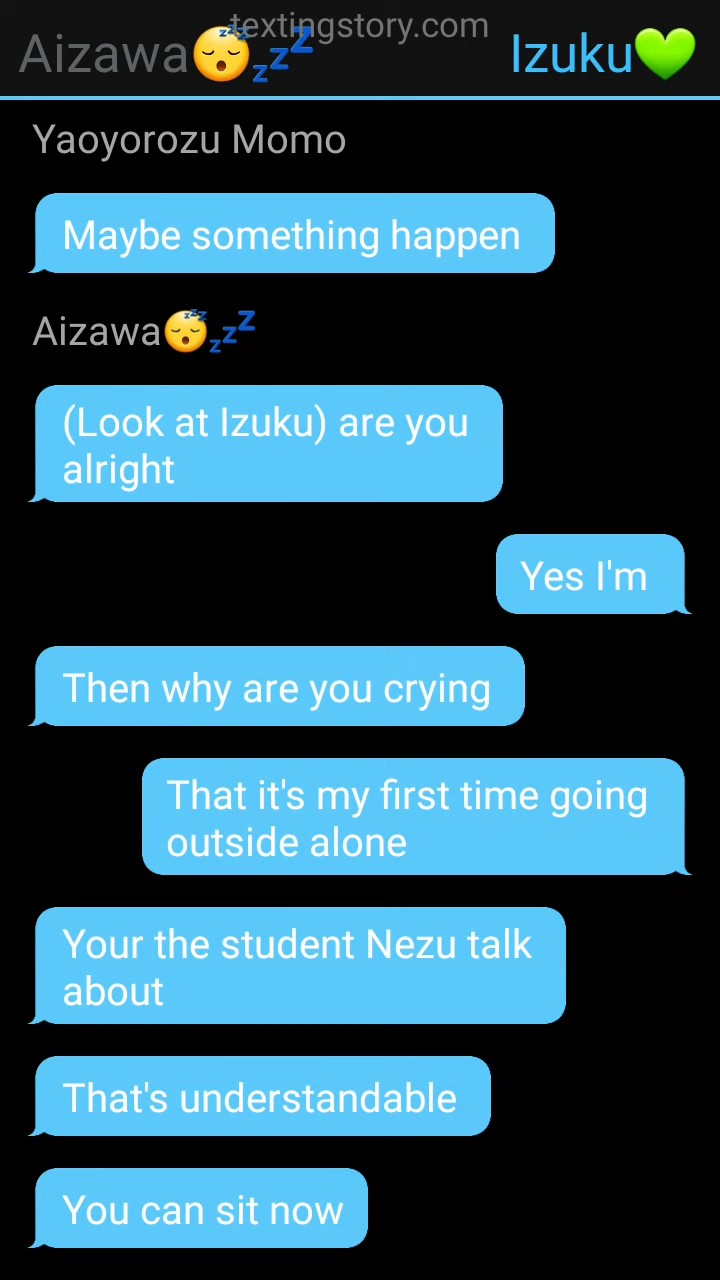 textingstory.com
Aizawa😴💤 Izuku💚
Yaoyorozu Momo
Maybe something happen
Aizawa😴💤
(Look at Izuku) are you
alright
Yes I'm
Then why are you crying
That it's my first time going
outside alone
Your the student Nezu talk
about
That's understandable
You can sit now